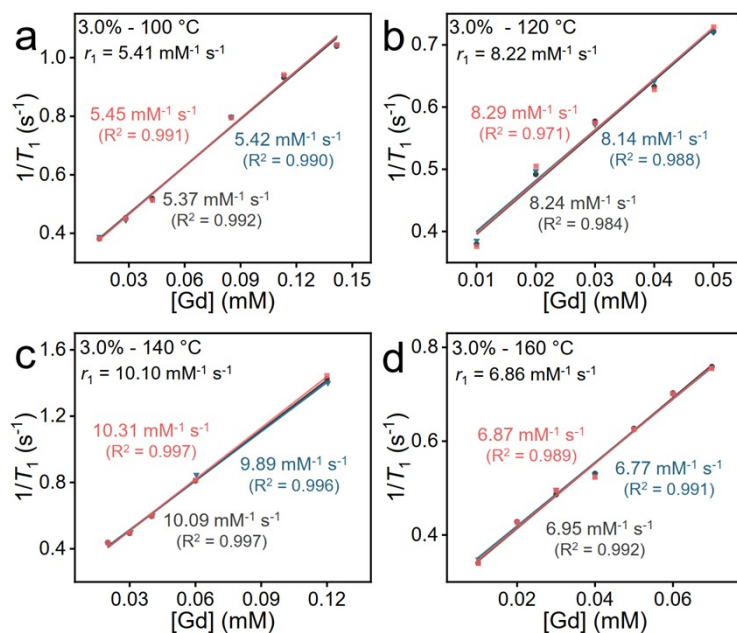 a
3.0% - 100 °C
r₁ = 5.41 mM⁻¹ s⁻¹
5.45 mM⁻¹ s⁻¹
(R² = 0.991)
5.42 mM⁻¹ s⁻¹
(R² = 0.990)
5.37 mM⁻¹ s⁻¹
(R² = 0.992)
1/T₁ (s⁻¹)
1.0
0.8
0.6
0.4
0.03 0.06 0.09 0.12 0.15
[Gd] (mM)
b
3.0% -120 °C
r₁ = 8.22 mM⁻¹ s⁻¹
8.29 mM⁻¹ s⁻¹
(R² = 0.971)
8.14 mM⁻¹ s⁻¹
(R² = 0.988)
8.24 mM⁻¹ s⁻¹
(R² = 0.984)
1/T₁ (s⁻¹)
0.7
0.6
0.5
0.4
0.01 0.02 0.03 0.04 0.05
[Gd] (mM)
c
3.0% - 140 °C
r₁ = 10.10 mM⁻¹ s⁻¹
10.31 mM⁻¹ s⁻¹
(R² = 0.997)
9.89 mM⁻¹ s⁻¹
(R² = 0.996)
10.09 mM⁻¹ s⁻¹
(R² = 0.997)
1/T₁ (s⁻¹)
1.6
1.2
0.8
0.4
0.03 0.06 0.09 0.12
[Gd] (mM)
d
3.0% - 160 °C
r₁ = 6.86 mM⁻¹ s⁻¹
6.87 mM⁻¹ s⁻¹
(R² = 0.989)
6.77 mM⁻¹ s⁻¹
(R² = 0.991)
6.95 mM⁻¹ s⁻¹
(R² = 0.992)
1/T₁ (s⁻¹)
0.8
0.6
0.4
0.02 0.04 0.06
[Gd] (mM)